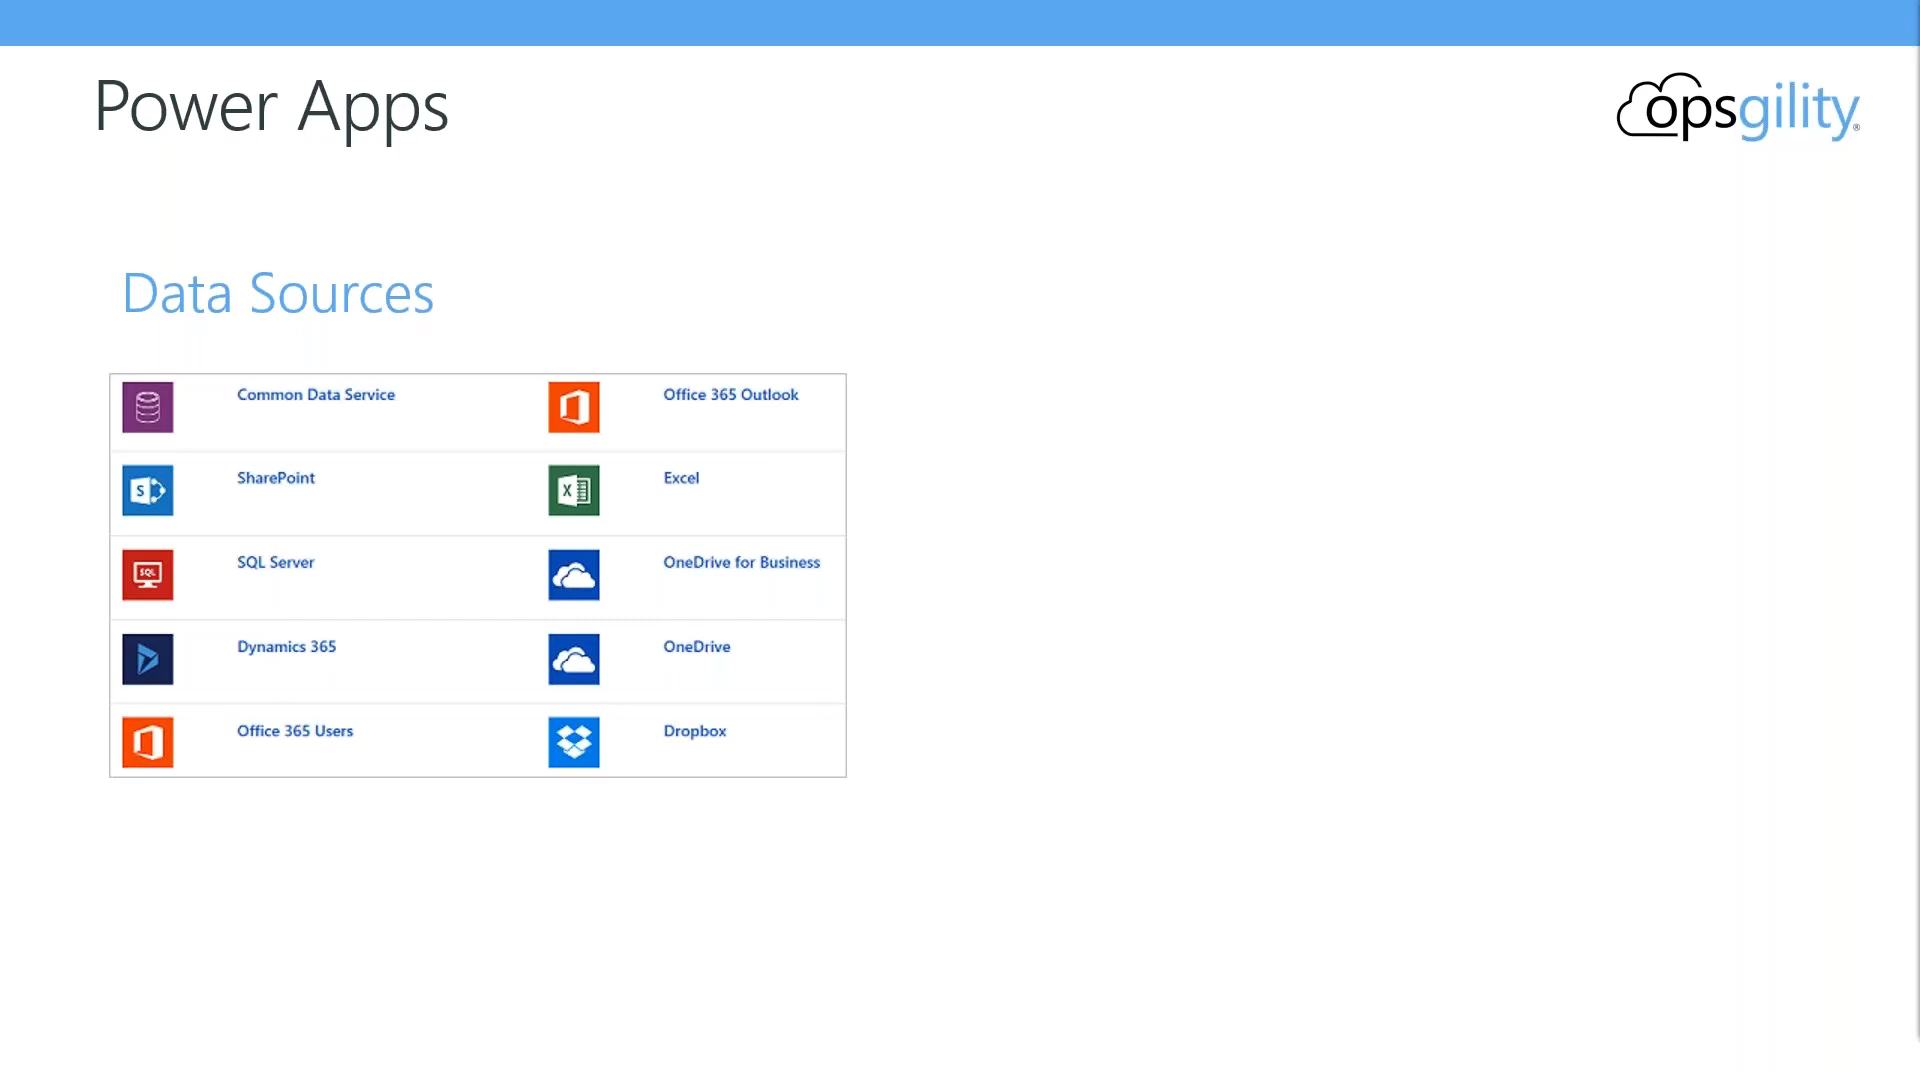 Power Apps
opsgility®
Data Sources
Common Data Service
Office 365 Outlook
SharePoint
Excel
SQL Server
OneDrive for Business
Dynamics 365
OneDrive
Office 365 Users
Dropbox
S
X
SQL